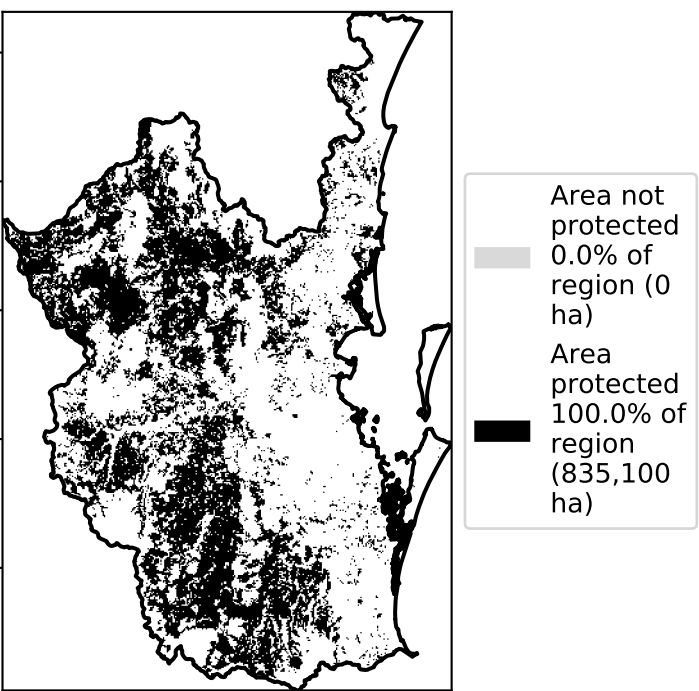 Area not
protected
0.0% of
region (0
ha)
Area
protected
100.0% of
region
(835,100
ha)